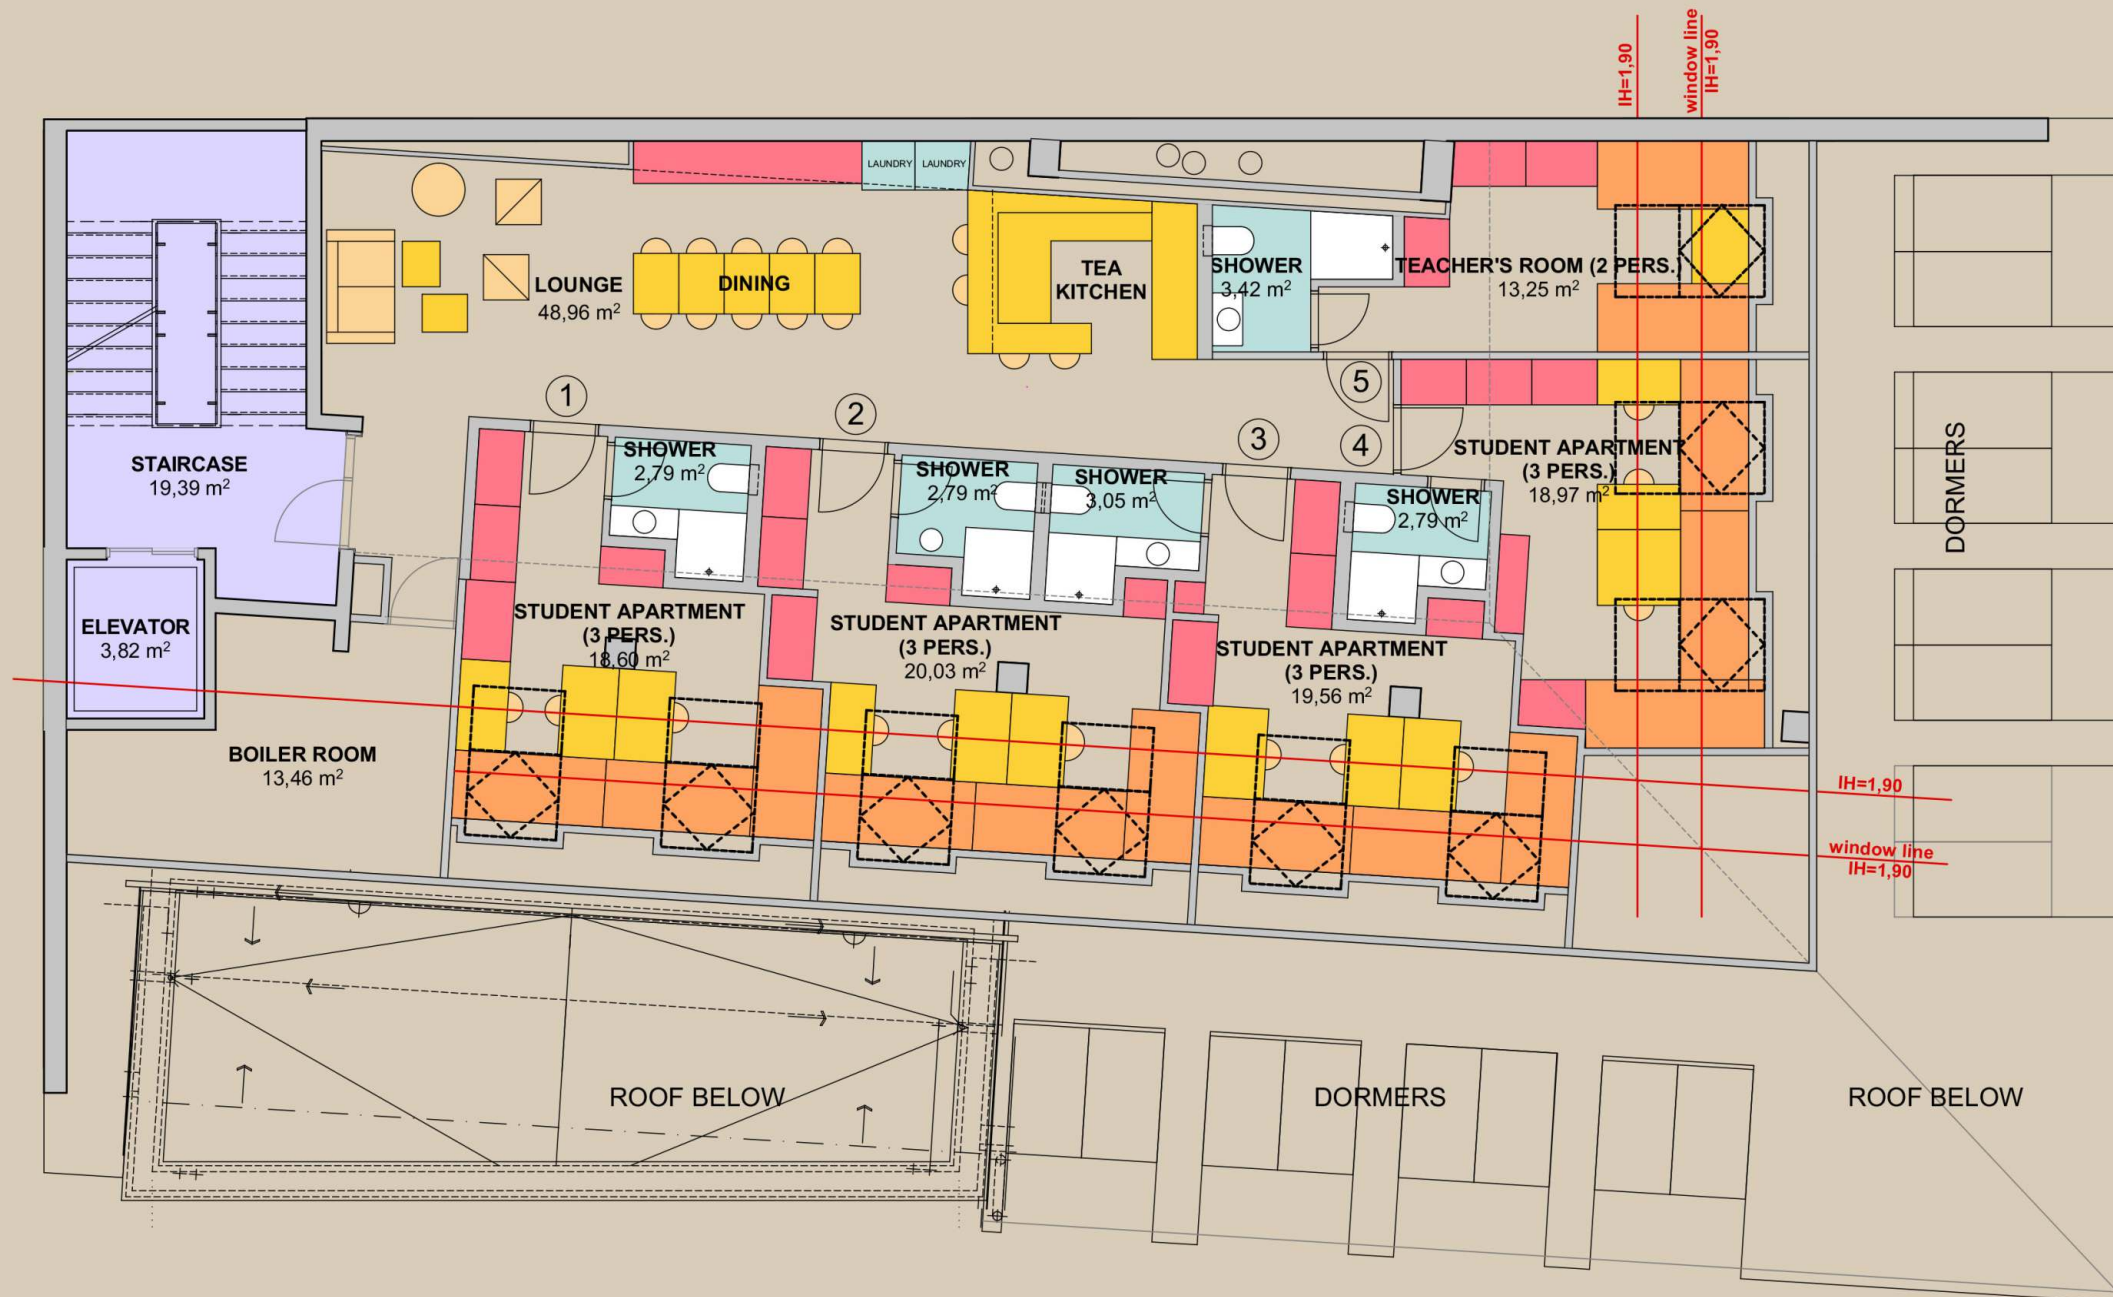 IH=1,90
window line
IH=1,90
LAUNDRY
LAUNDRY
LOUNGE
48,96 m²
DINING
TEA
KITCHEN
SHOWER
3,42 m²
TEACHER'S ROOM (2 PERS.)
13,25 m²
1
2
3
5
4
STAIRCASE
19,39 m²
SHOWER
2,79 m²
SHOWER
2,79 m²
SHOWER
3,05 m²
SHOWER
2,79 m²
STUDENT APARTMENT
(3 PERS.)
18,97 m²
DORMERS
ELEVATOR
3,82 m²
STUDENT APARTMENT
(3 PERS.)
18,60 m²
STUDENT APARTMENT
(3 PERS.)
20,03 m²
STUDENT APARTMENT
(3 PERS.)
19,56 m²
BOILER ROOM
13,46 m²
IH=1,90
window line
IH=1,90
ROOF BELOW
DORMERS
ROOF BELOW